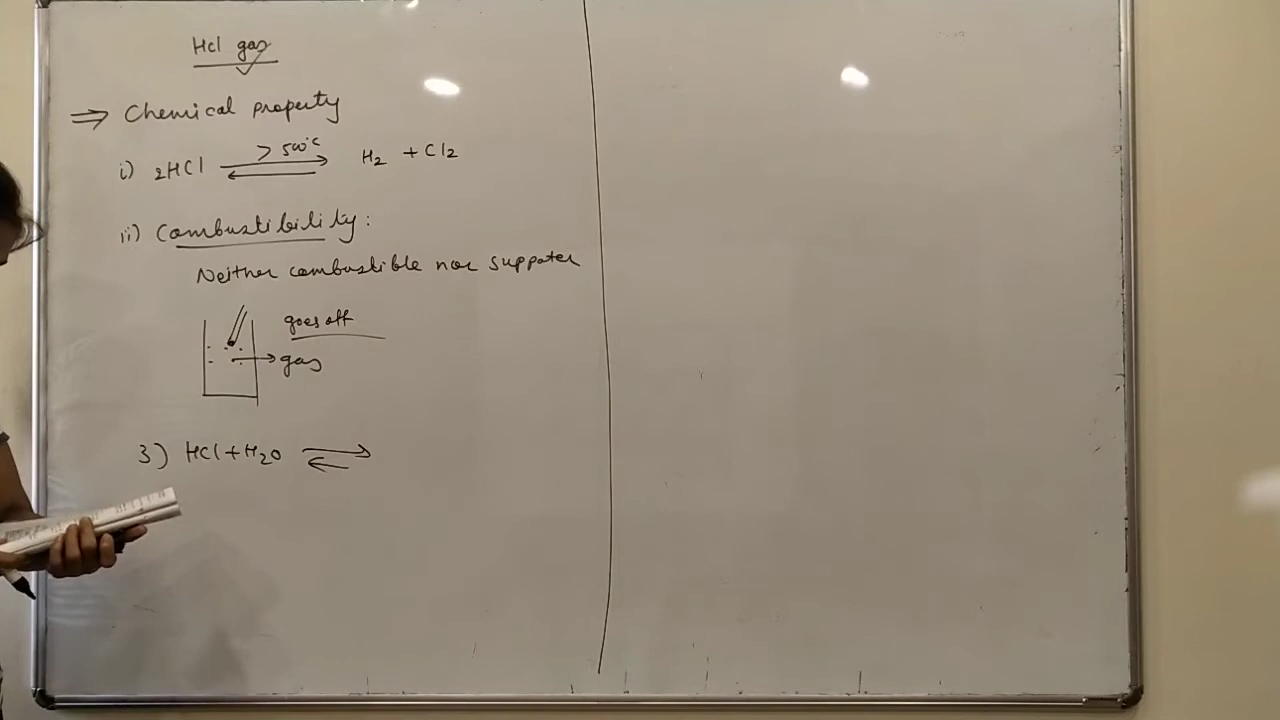 Hcl gas
⇒ Chemical property
i) 2HCl ⇌ >500°C H2 + Cl2
ii) Combustibility:
Neither combustible nor suppoter
goes off
gas
3) HCl + H2O ⇌